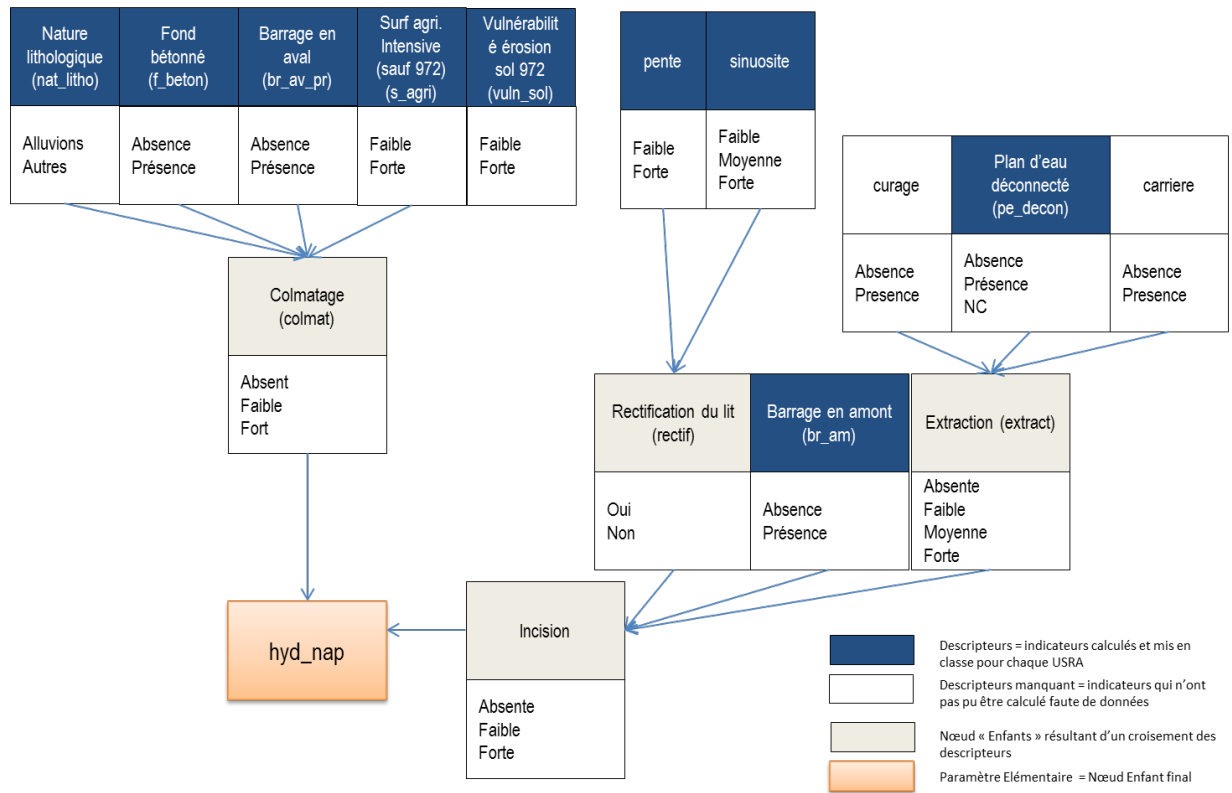 Nature
lithologique
(nat_litho)
Fond
bétonné
(f_beton)
Barrage en
aval
(br_av_pr)
Surf agri.
Intensive
(sauf 972)
(s_agri)
Vulnérabilit
é érosion
sol 972
(vuln_sol)
Alluvions
Autres
Absence
Présence
Absence
Présence
Faible
Forte
Faible
Forte
pente
sinuosite
Faible
Forte
Faible
Moyenne
Forte
curage
Plan d'eau
déconnecté
(pe_decon)
carriere
Absence
Presence
Absence
Présence
NC
Absence
Presence
Colmatage
(colmat)
Absent
Faible
Fort
Rectification du lit
(rectif)
Barrage en amont
(br_am)
Extraction (extract)
Oui
Non
Absence
Présence
Absente
Faible
Moyenne
Forte
hyd_nap
Incision
Absente
Faible
Forte
Descripteurs = indicateurs calculés et mis en
classe pour chaque USRA
Descripteurs manquant = indicateurs qui n'ont
pas pu être calculé faute de données
Nœud « Enfants » résultant d'un croisement des
descripteurs
Paramètre Elémentaire = Nœud Enfant final